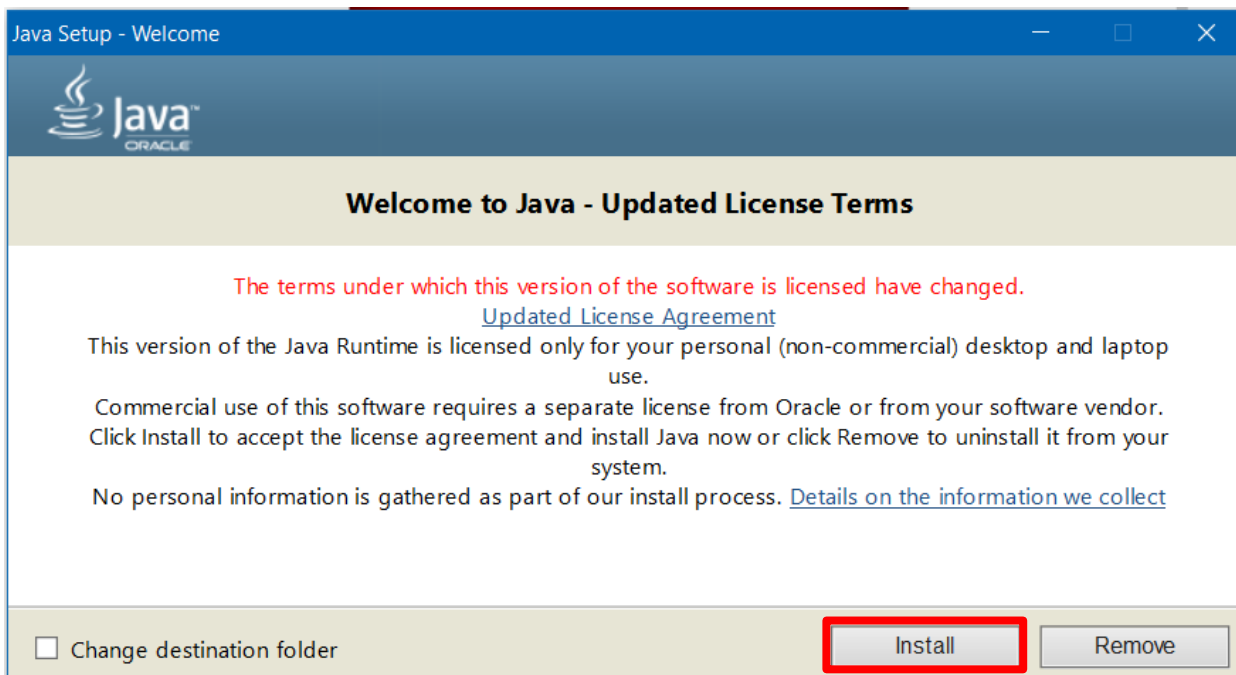 Java Setup - Welcome
Java™
ORACLE
Welcome to Java - Updated License Terms
The terms under which this version of the software is licensed have changed.
Updated License Agreement
This version of the Java Runtime is licensed only for your personal (non-commercial) desktop and laptop
use.
Commercial use of this software requires a separate license from Oracle or from your software vendor.
Click Install to accept the license agreement and install Java now or click Remove to uninstall it from your
system.
No personal information is gathered as part of our install process. Details on the information we collect
Change destination folder
Install
Remove